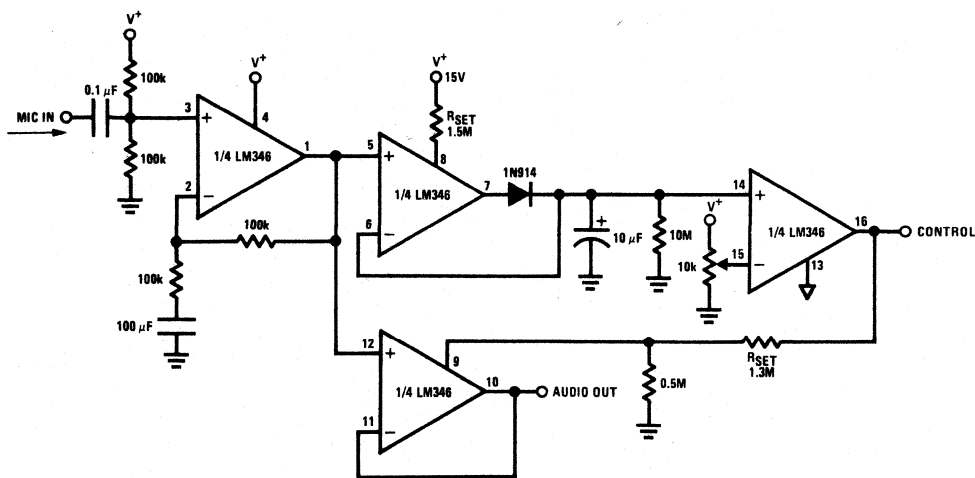 V+
100k
0.1 μF
MIC IN
100k
3
+
V+
4
1/4 LM346
1
2
−
100k
100k
100 μF
V+
15V
RSET
1.5M
5
+
8
1/4 LM346
7
1N914
6
−
+
10 μF
10M
V+
10k
14
+
1/4 LM346
16
CONTROL
15
−
13
12
+
9
1/4 LM346
10
AUDIO OUT
11
−
0.5M
RSET
1.3M